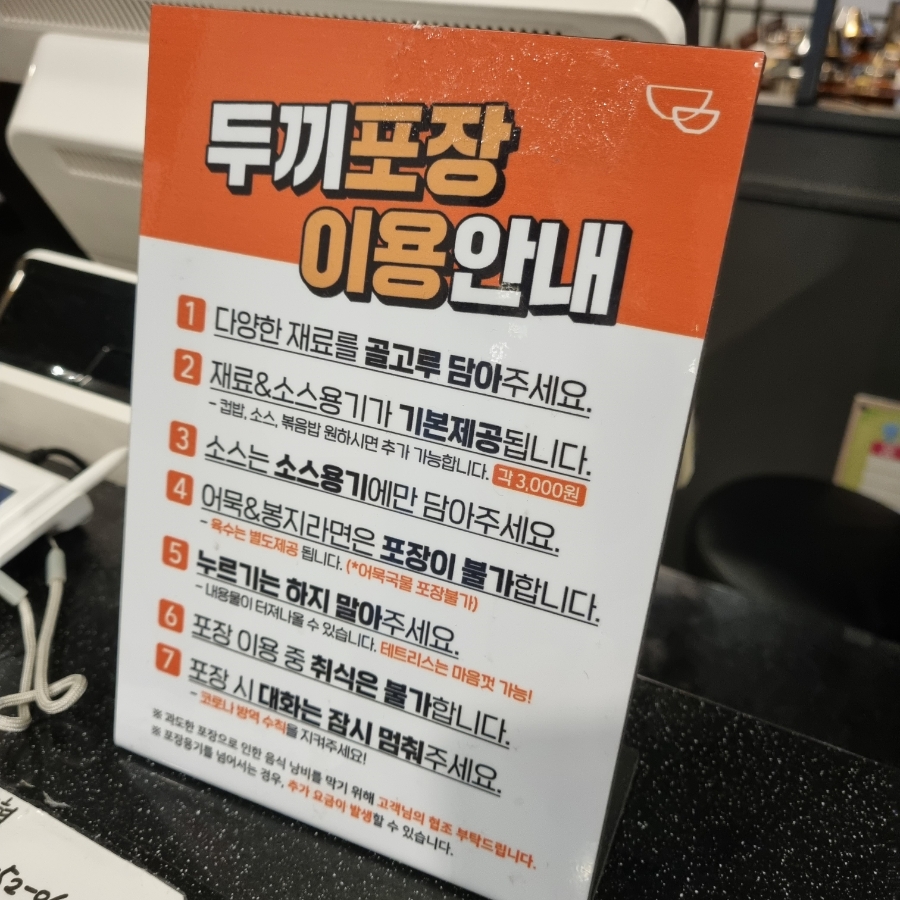 두끼포장
이용안내
1 다양한 재료를 골고루 담아주세요.
2 재료&소스용기가 기본제공됩니다.
- 컵밥, 소스, 볶음밥 원하시면 추가 가능합니다. 각 3,000원
3 소스는 소스용기에만 담아주세요.
4 어묵&봉지라면은 포장이 불가합니다.
- 육수는 별도제공 됩니다. (*어묵국물 포장불가)
5 누르기는 하지 말아주세요.
- 내용물이 터져나올 수 있습니다. 테트리스는 마음껏 가능!
6 포장 이용 중 취식은 불가합니다.
7 포장 시 대화는 잠시 멈춰주세요.
- 코로나 방역 수칙을 지켜주세요!
※ 과도한 포장으로 인한 음식 낭비를 막기 위해 고객님의 협조 부탁드립니다.
※ 포장용기를 넘어서는 경우, 추가 요금이 발생할 수 있습니다.